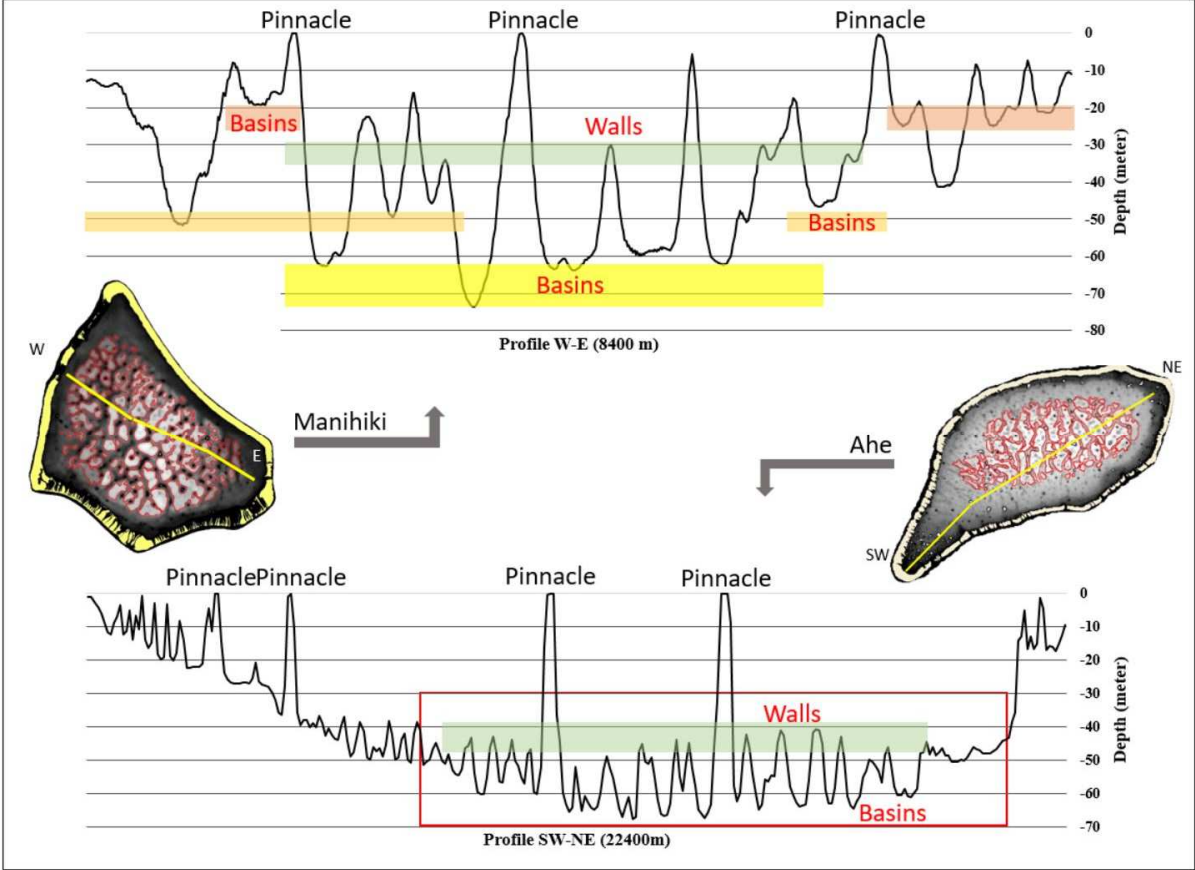 Pinnacle Pinnacle Pinnacle
0
-10
-20
-30
-40
-50
-60
-70
-80
Depth (meter)
Basins
Walls
Basins
Basins
Profile W-E (8400 m)
W
E
Manihiki
Ahe
NE
SW
PinnaclePinnacle Pinnacle Pinnacle
0
-10
-20
-30
-40
-50
-60
-70
Depth (meter)
Walls
Basins
Profile SW-NE (22400m)